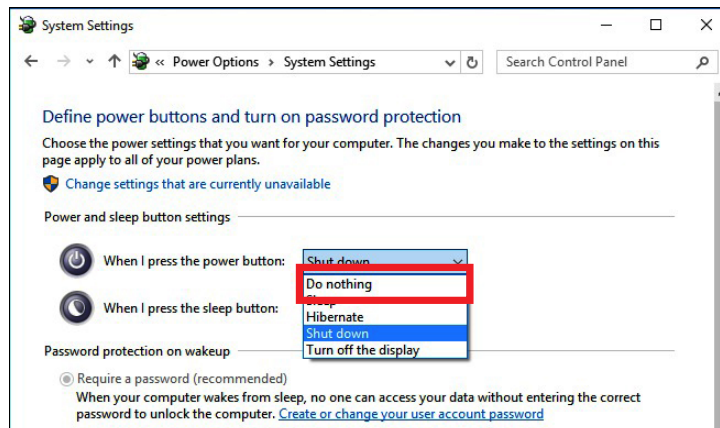 System Settings
« Power Options › System Settings
Search Control Panel
Define power buttons and turn on password protection
Choose the power settings that you want for your computer. The changes you make to the settings on this
page apply to all of your power plans.
Change settings that are currently unavailable
Power and sleep button settings
When I press the power button:
Shut down
Do nothing
Sleep
When I press the sleep button:
Hibernate
Shut down
Turn off the display
Password protection on wakeup
Require a password (recommended)
When your computer wakes from sleep, no one can access your data without entering the correct
password to unlock the computer. Create or change your user account password